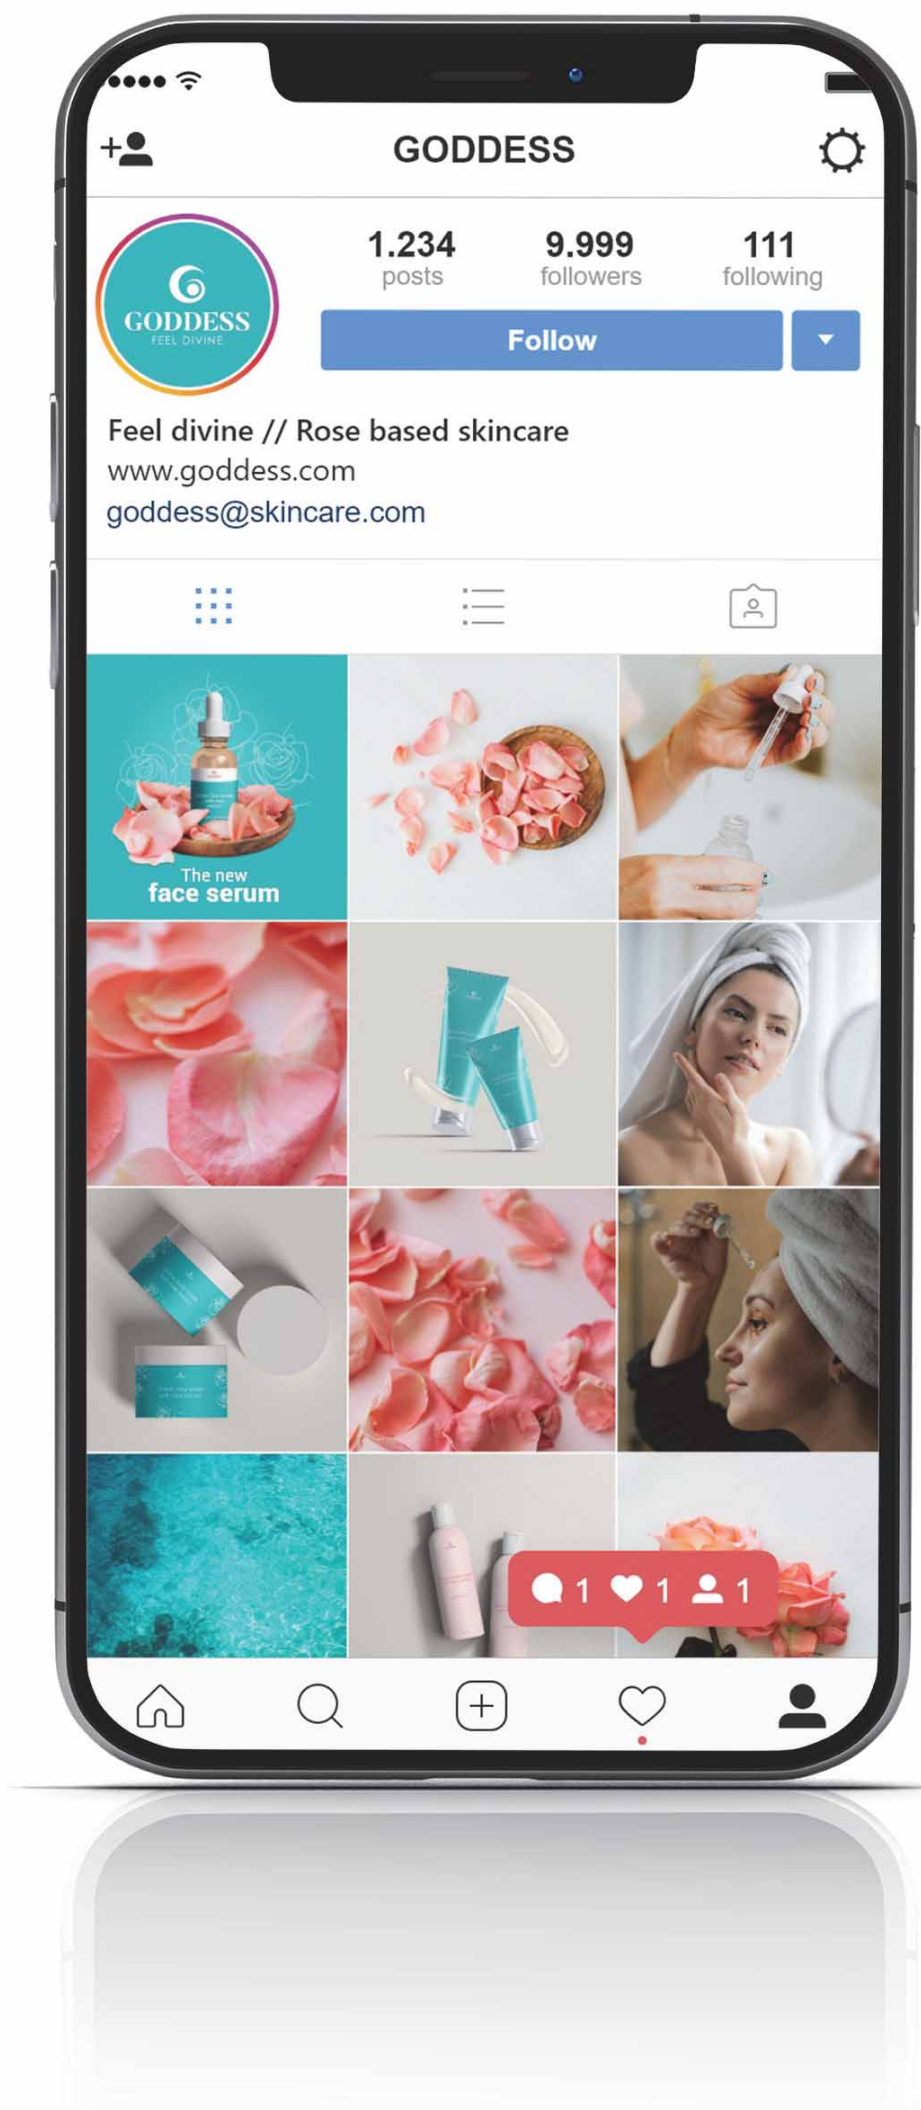 GODDESS
1.234
9.999
111
posts
followers
following
GODDESS
FEEL DIVINE
Follow
Feel divine // Rose based skincare
www.goddess.com
goddess@skincare.com
The new
face serum
1 1 1